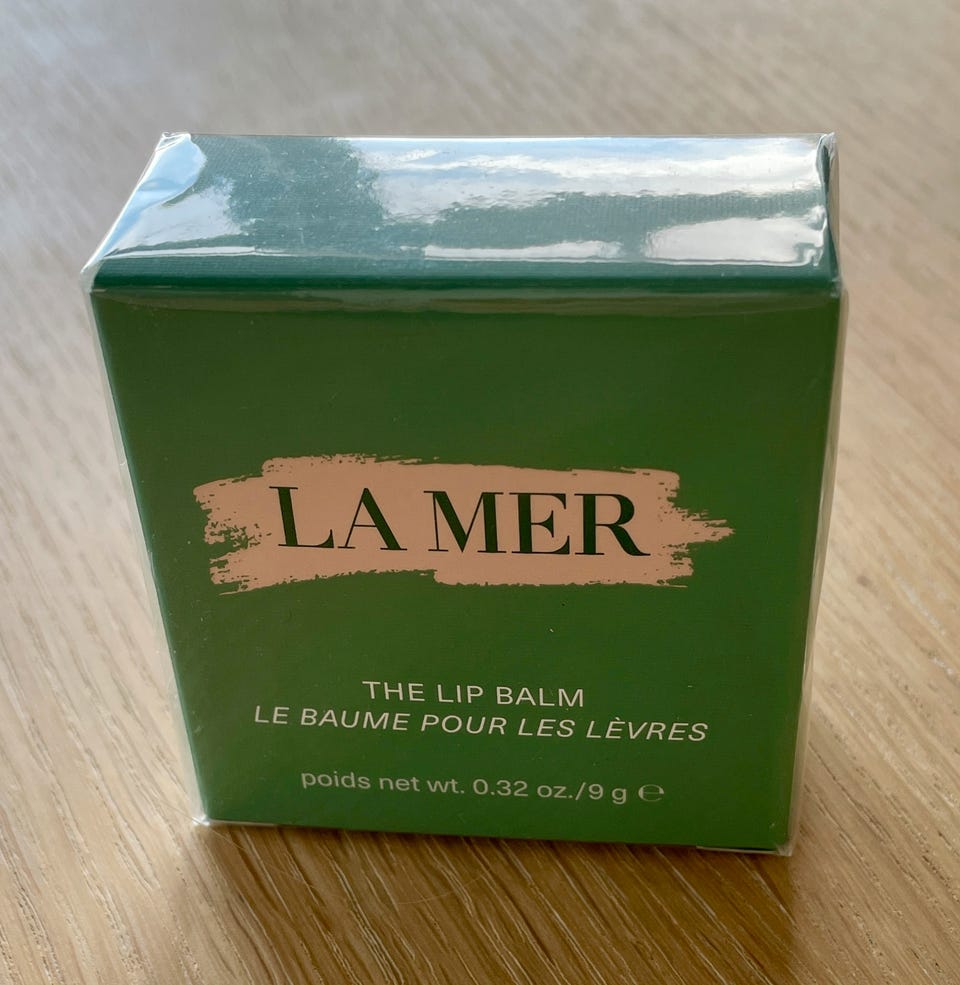 LA MER
THE LIP BALM
LE BAUME POUR LES LÈVRES
poids net wt. 0.32 oz./9 g ℮